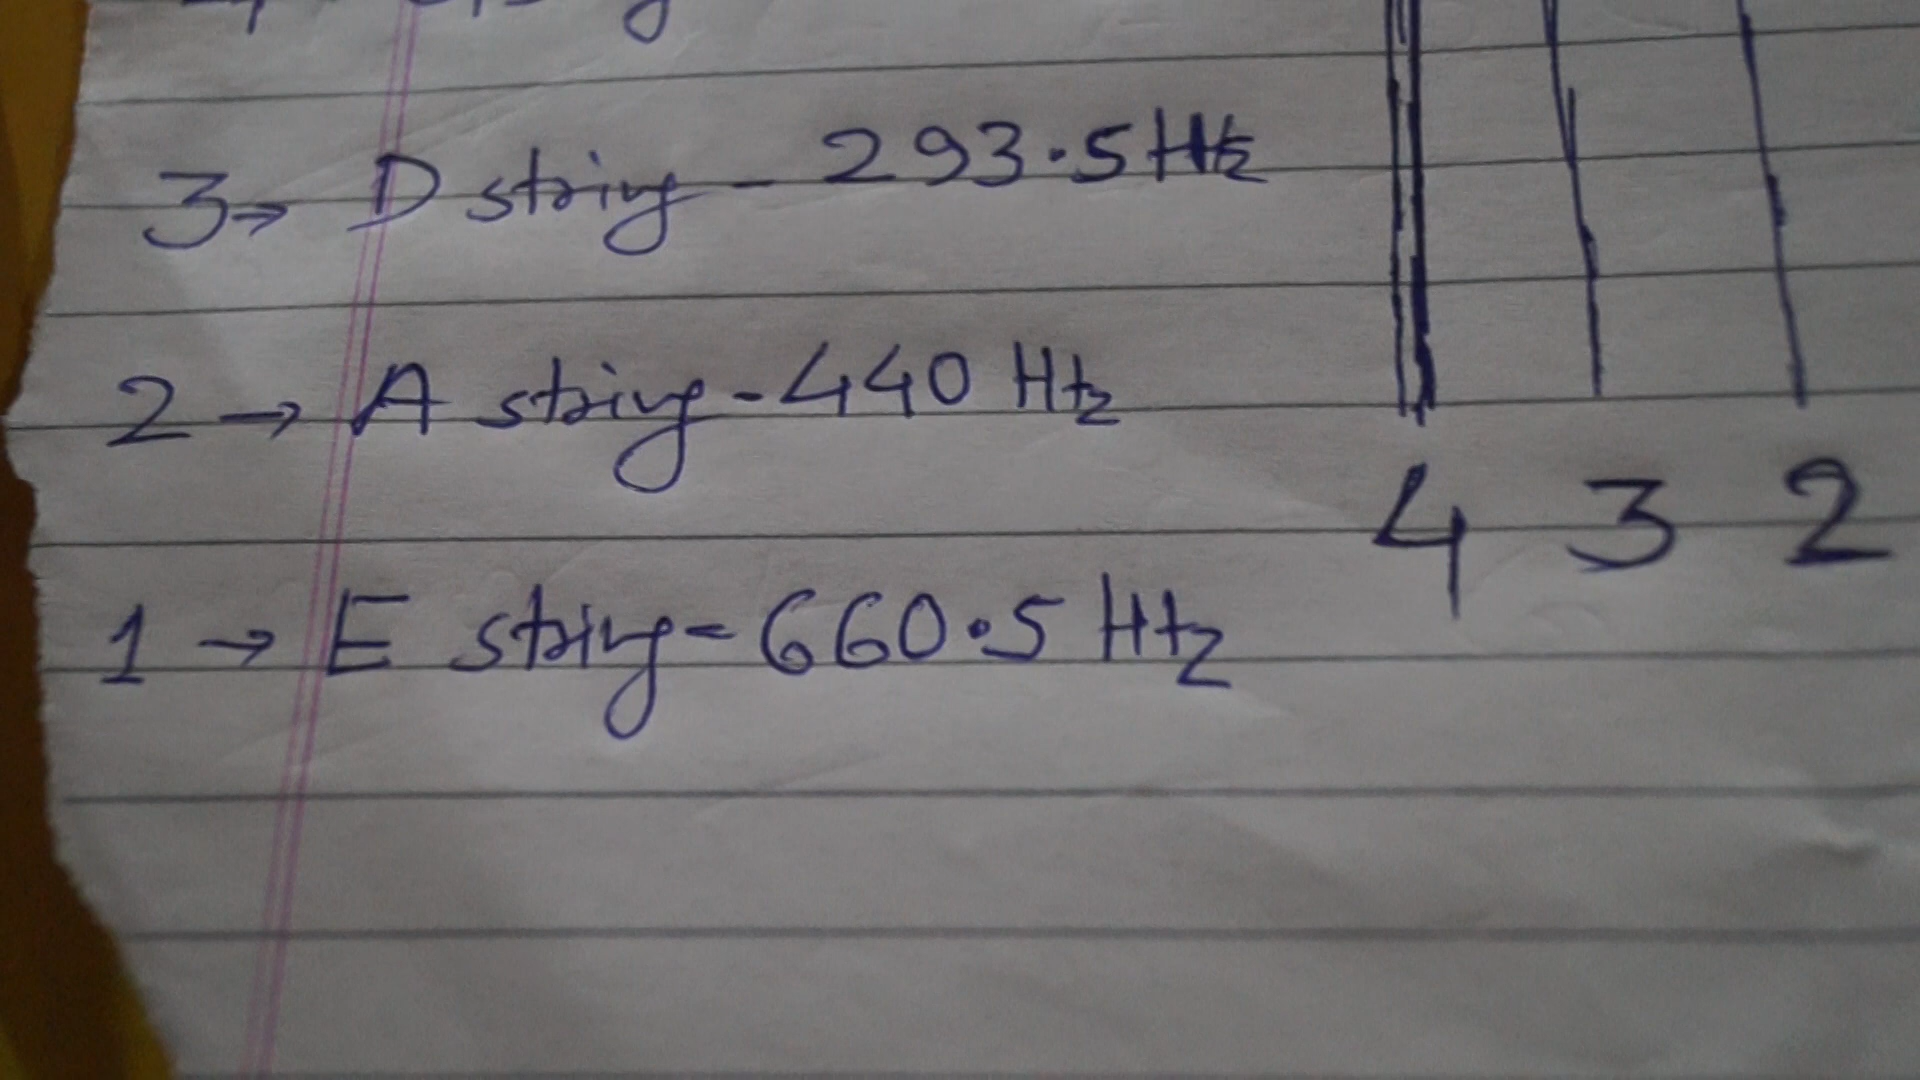 3→ D string - 293.5 Hz
2 → A string - 440 Hz
1 → E string - 660.5 Hz
4 3 2